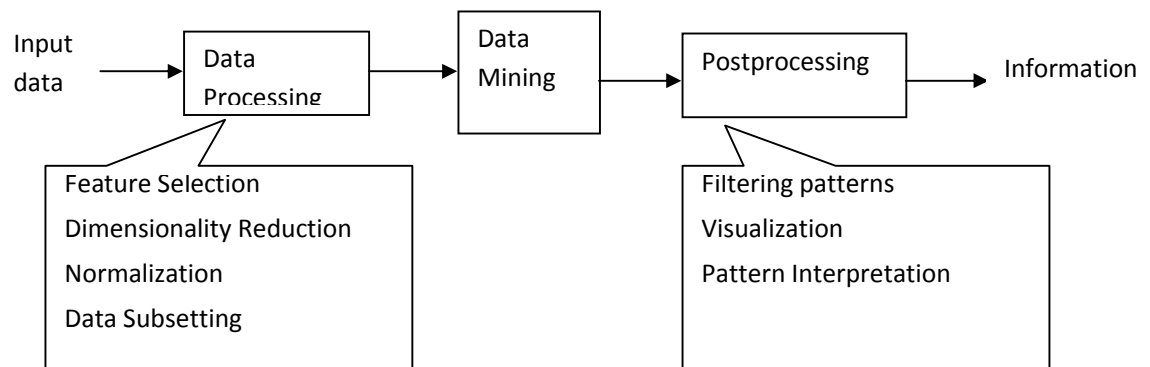 Input
data
Data
Processing
Data
Mining
Postprocessing
Information
Feature Selection
Dimensionality Reduction
Normalization
Data Subsetting
Filtering patterns
Visualization
Pattern Interpretation